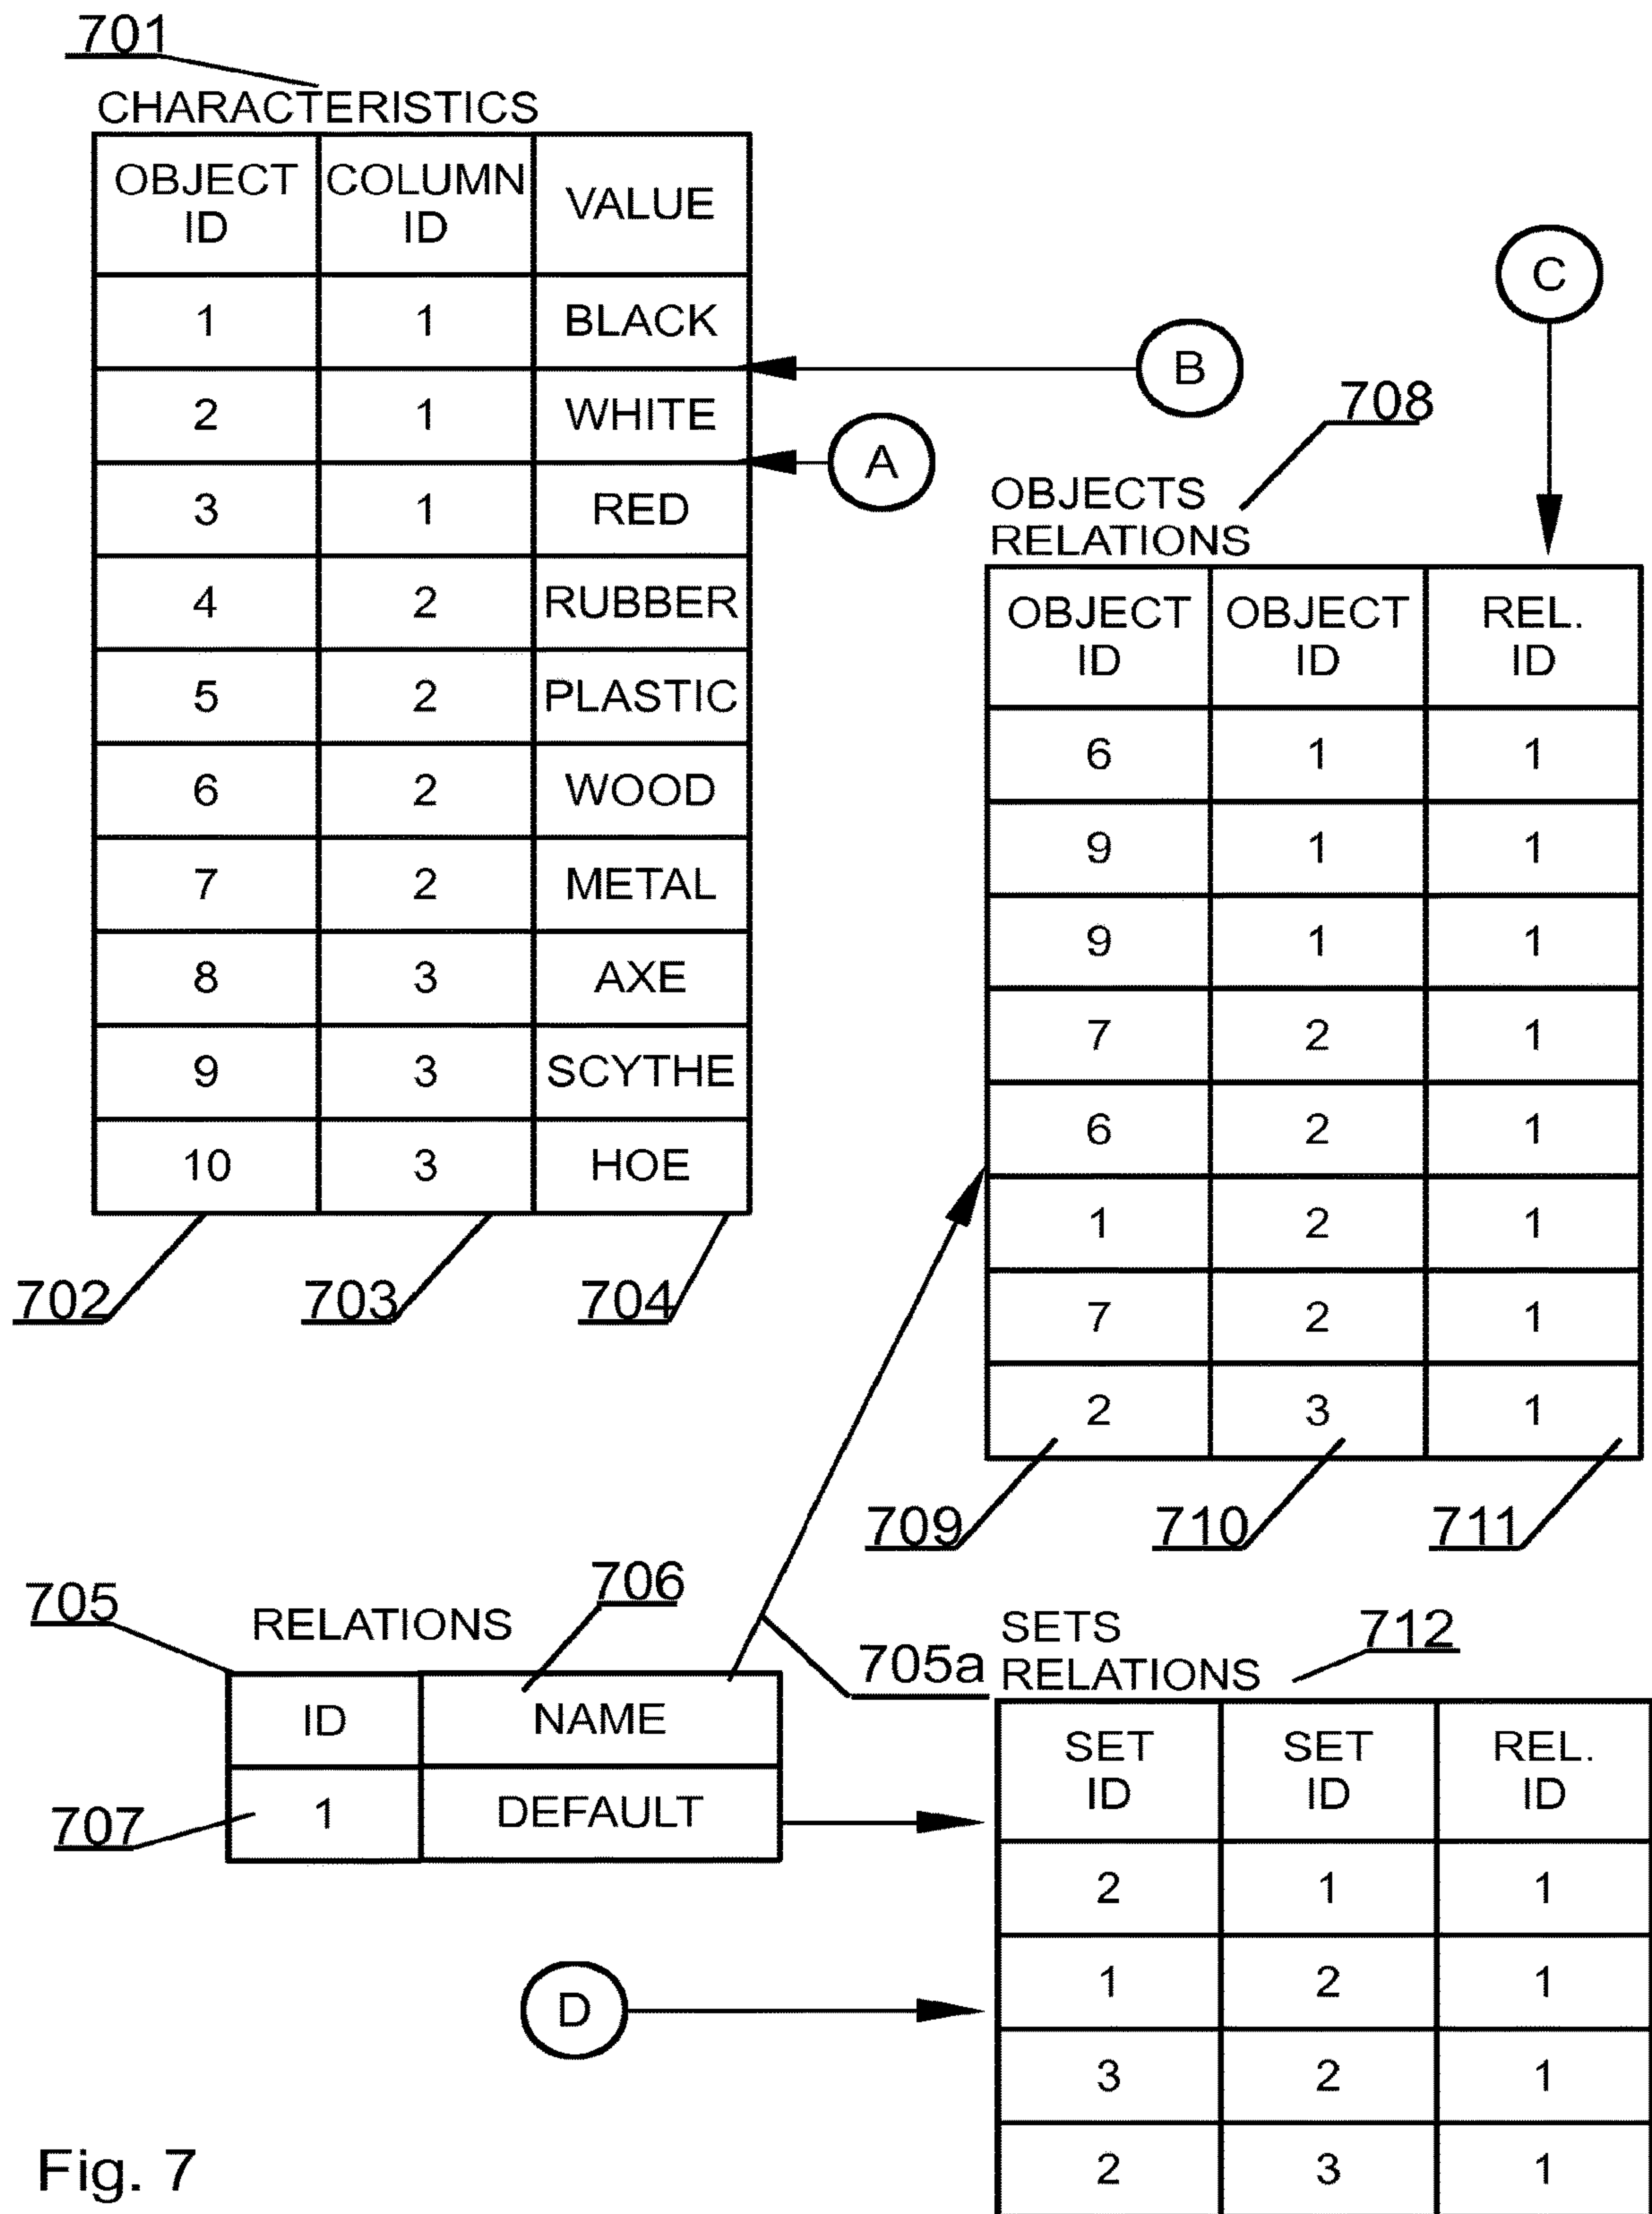 701
CHARACTERISTICS
OBJECT ID COLUMN ID VALUE
1 1 BLACK
2 1 WHITE
3 1 RED
4 2 RUBBER
5 2 PLASTIC
6 2 WOOD
7 2 METAL
8 3 AXE
9 3 SCYTHE
10 3 HOE
702 703 704
B
A
C
708
OBJECTS
RELATIONS
OBJECT ID OBJECT ID REL. ID
6 1 1
9 1 1
9 1 1
7 2 1
6 2 1
1 2 1
7 2 1
2 3 1
709 710 711
705
RELATIONS
706
ID NAME
1 DEFAULT
707
705a
SETS
RELATIONS
712
SET ID SET ID REL. ID
2 1 1
1 2 1
3 2 1
2 3 1
D
Fig. 7